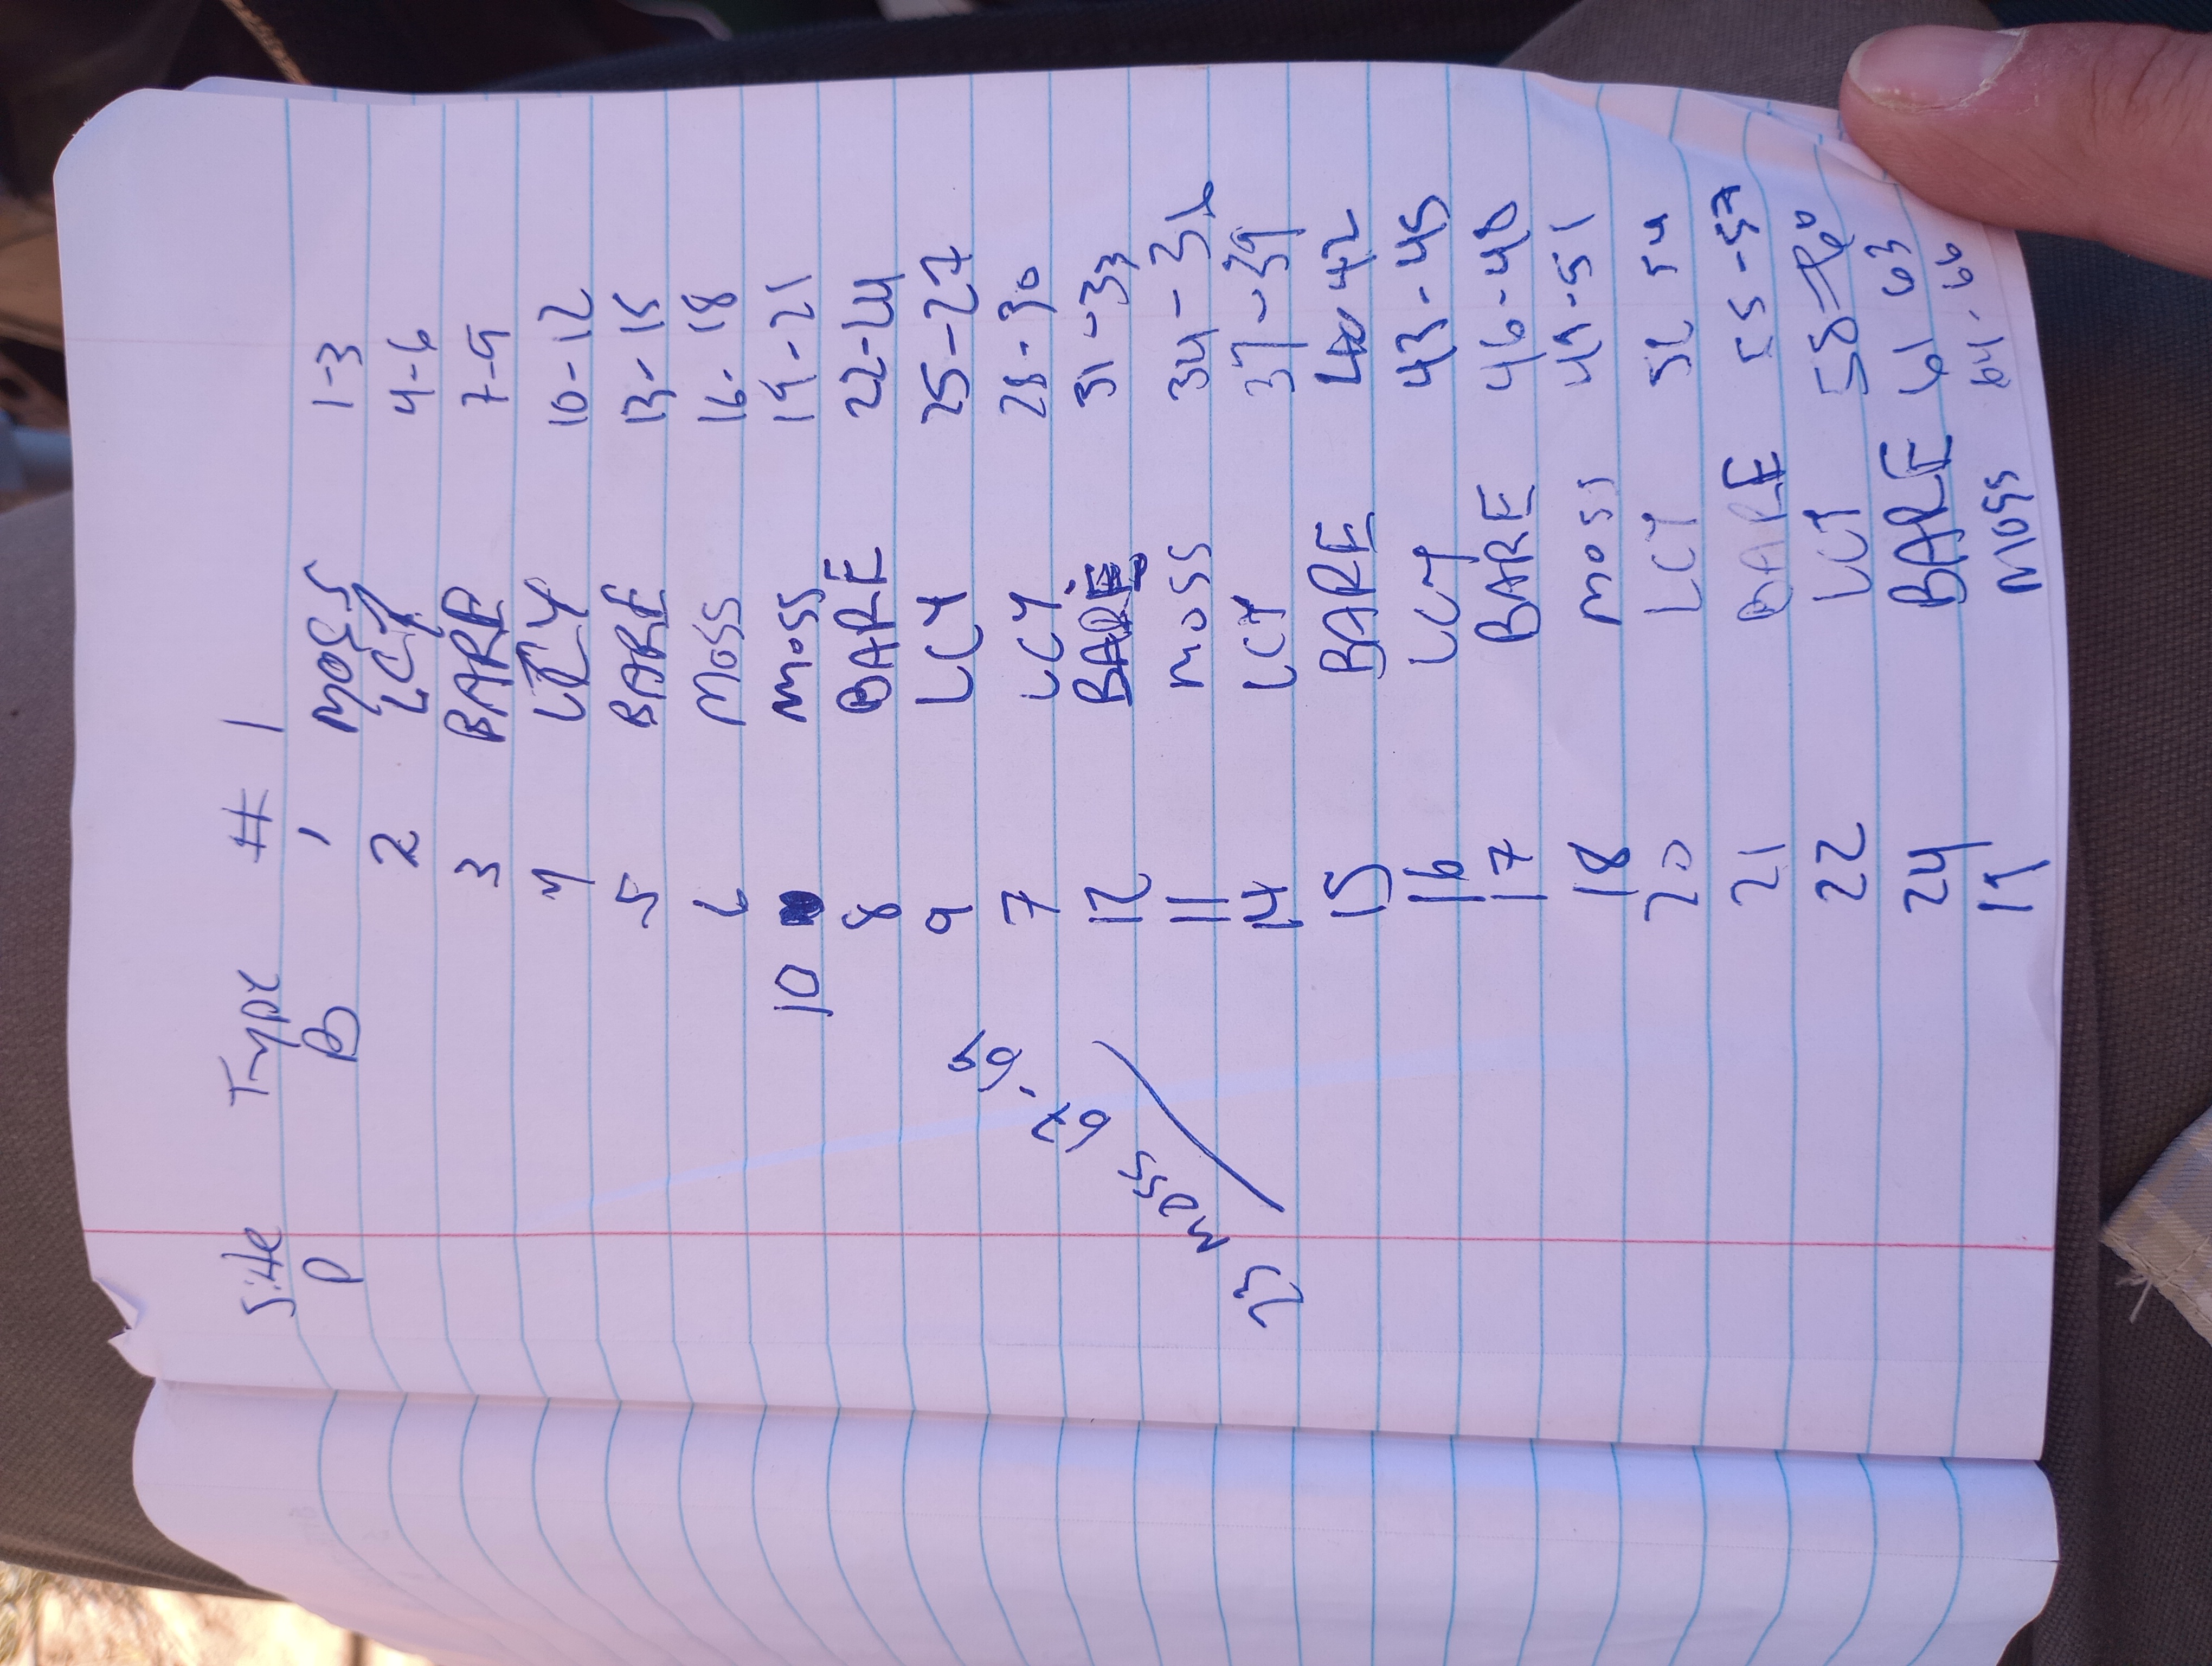 Site Type # 1
P B 1 MOSS 1-3
2 LCY 4-6
3 BARE 7-9
4 LCY 10-12
5 BARE 13-15
6 MOSS 16-18
10 MOSS 19-21
8 BARE 22-24
9 LCY 25-27
7 LCY 28-30
12 BARE 31-33
11 MOSS 34-36
14 LCY 37-39
15 BARE 40 42
16 LCY 43-45
17 BARE 46-48
18 MOSS 49-51
20 LCY 52 54
21 BARE 55-57
22 LCY 58-60
24 BARE 61 63
19 MOSS 64-66
23 MOSS 67-69